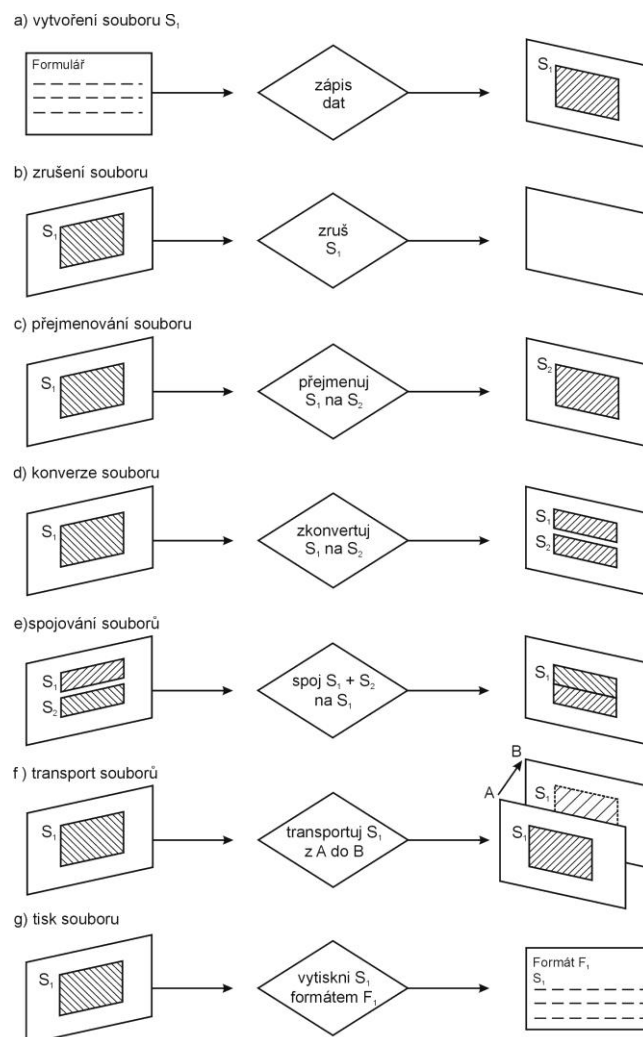 a) vytvoření souboru S₁
Formulář
zápis
dat
S₁
b) zrušení souboru
S₁
zruš
S₁
c) přejmenování souboru
S₁
přejmenuj
S₁ na S₂
S₂
d) konverze souboru
S₁
zkonvertuj
S₁ na S₂
S₁
S₂
e)spojování souborů
S₁
S₂
spoj S₁ + S₂
na S₁
S₁
f ) transport souborů
S₁
transportuj S₁
z A do B
B
A
S₁
S₁
g) tisk souboru
S₁
vytiskni S₁
formátem F₁
Formát F₁
S₁